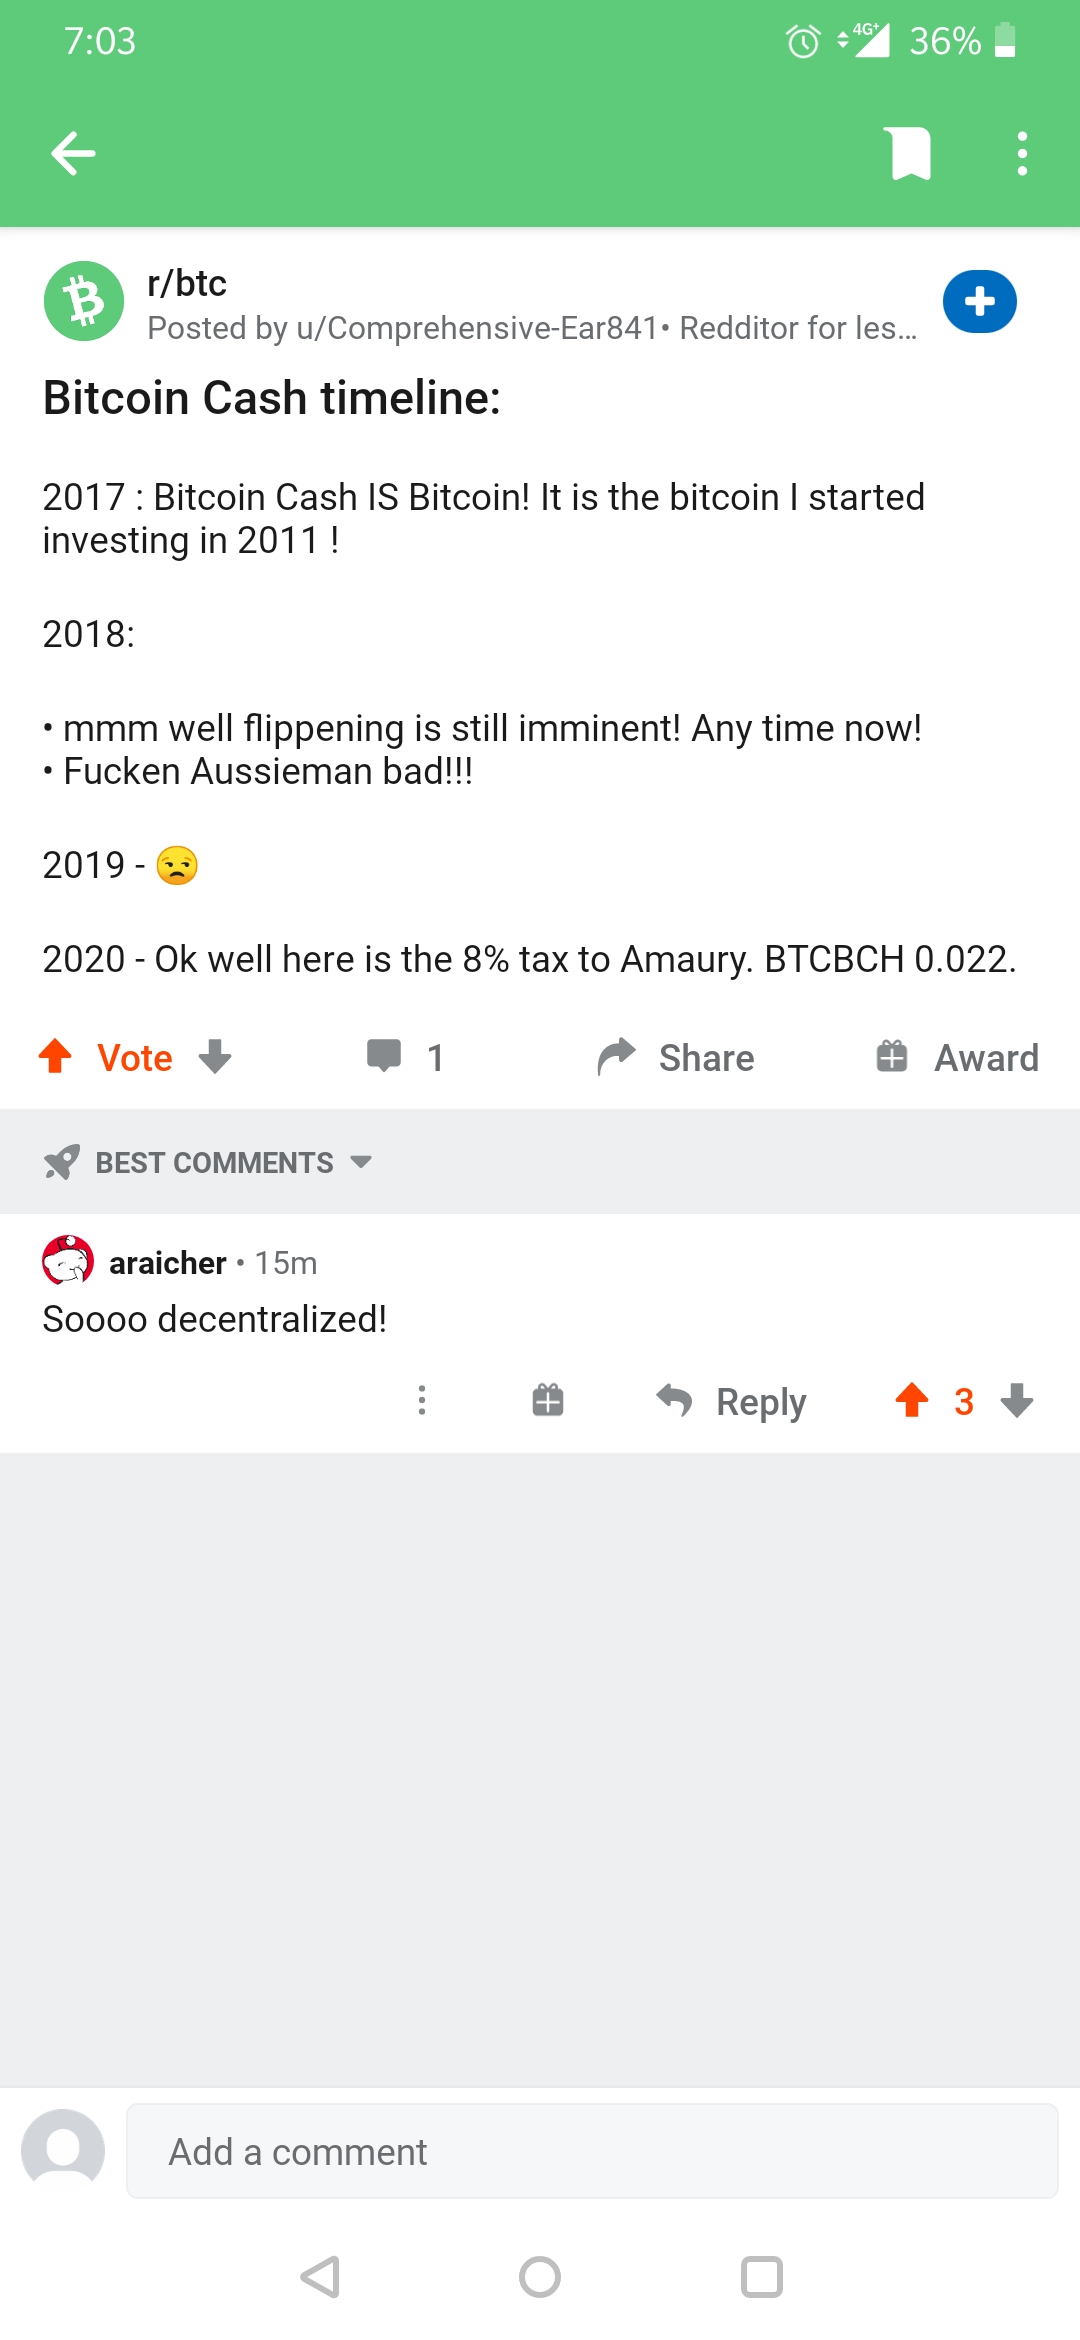 7:03
4G+ 36%
r/btc
Posted by u/Comprehensive-Ear841• Redditor for les...
Bitcoin Cash timeline:
2017 : Bitcoin Cash IS Bitcoin! It is the bitcoin I started
investing in 2011 !
2018:
• mmm well flippening is still imminent! Any time now!
• Fucken Aussieman bad!!!
2019 - 😒
2020 - Ok well here is the 8% tax to Amaury. BTCBCH 0.022.
Vote 1 Share Award
BEST COMMENTS
araicher • 15m
Soooo decentralized!
Reply 3
Add a comment